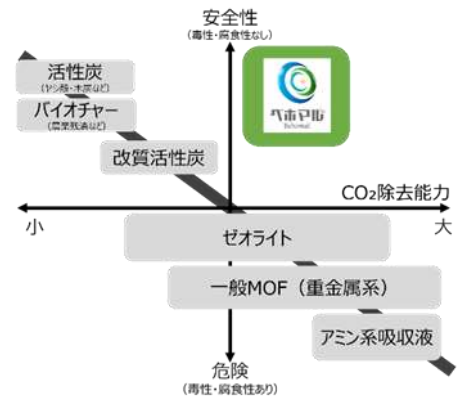 安全性
(毒性・腐食性なし)
活性炭
(ヤシ殻・木炭など)
バイオチャー
(農業残渣など)
ベホマル
改質活性炭
CO₂除去能力
小
大
ゼオライト
一般MOF（重金属系）
アミン系吸収液
危険
(毒性・腐食性あり)